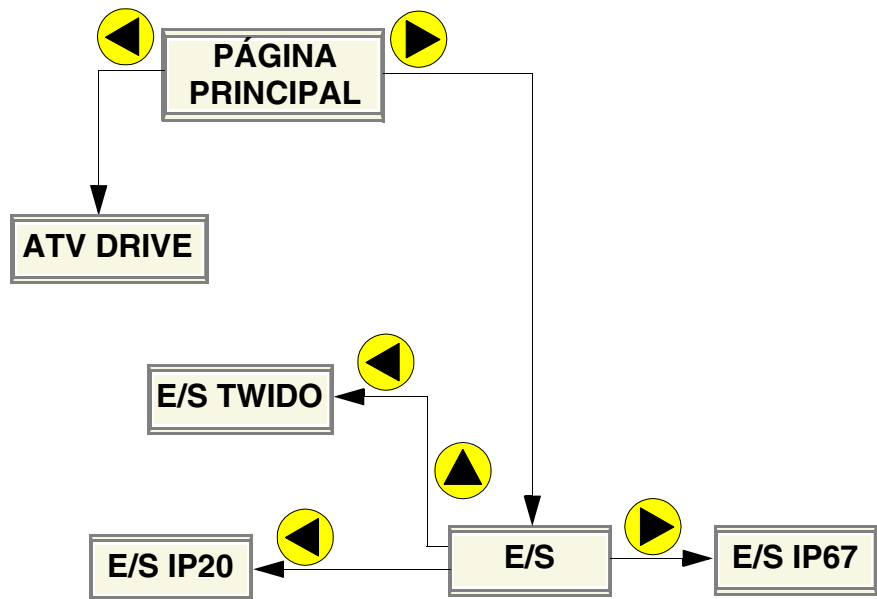 PÁGINA
PRINCIPAL
ATV DRIVE
E/S TWIDO
E/S IP20
E/S
E/S IP67